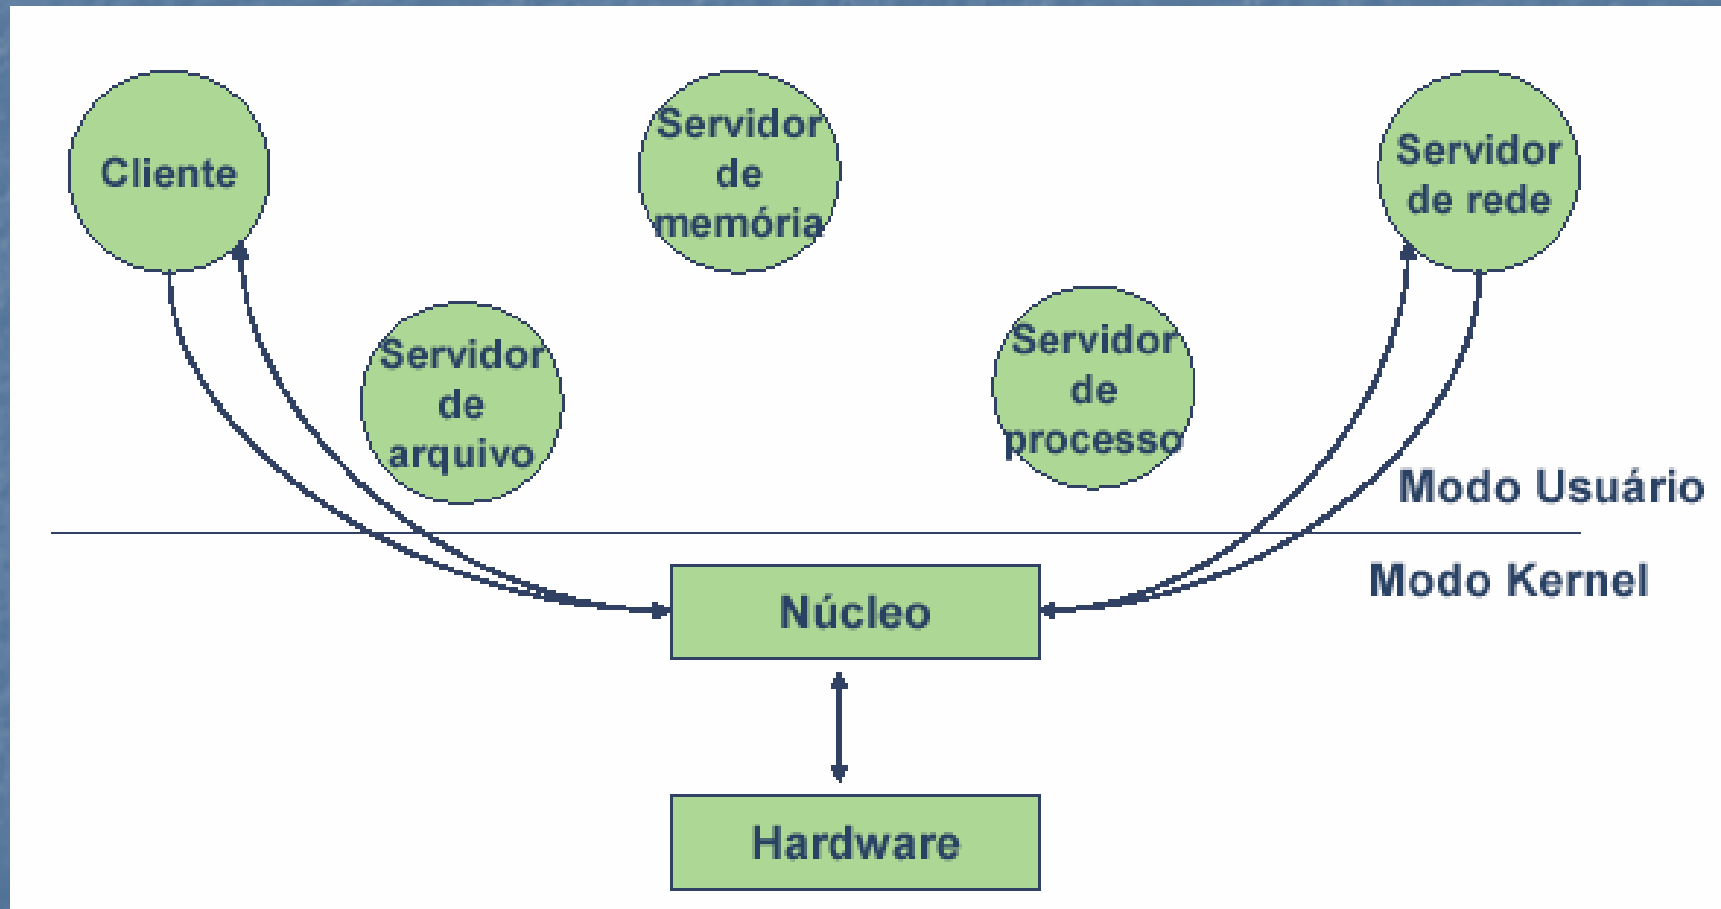 Cliente
Servidor
de
memória
Servidor
de rede
Servidor
de
arquivo
Servidor
de
processo
Modo Usuário
Modo Kernel
Núcleo
Hardware